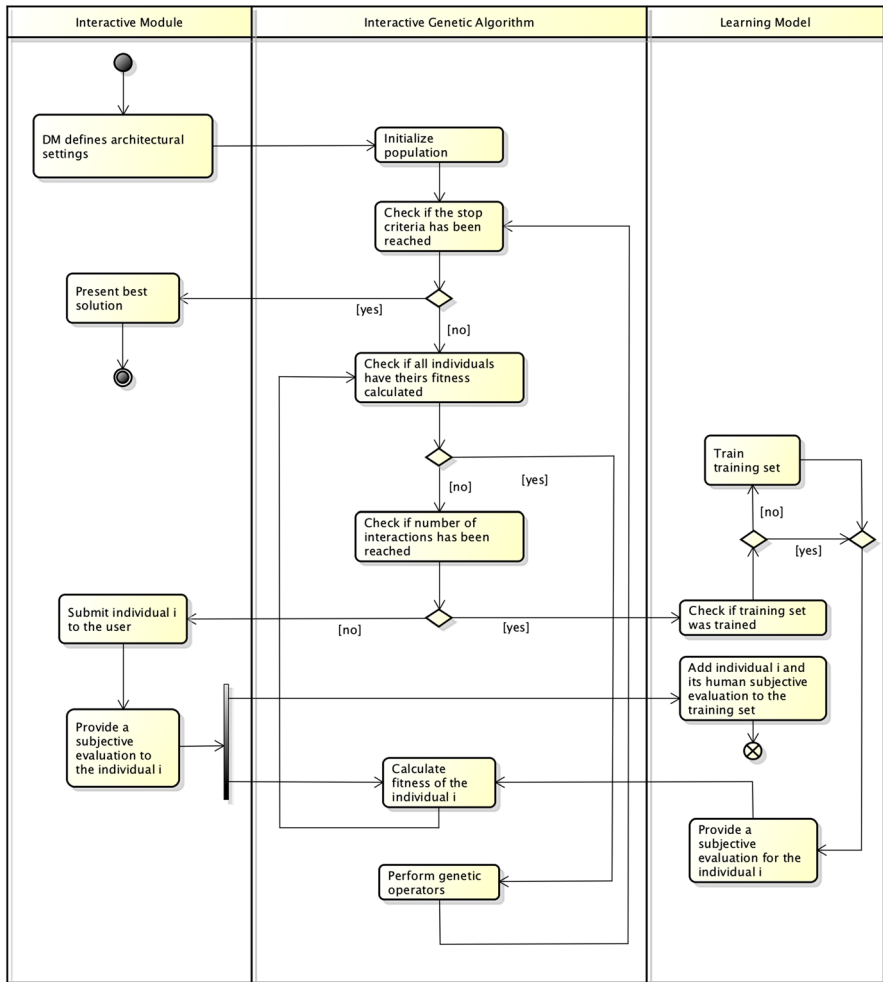 Interactive Module
Interactive Genetic Algorithm
Learning Model
DM defines architectural
settings
Initialize
population
Check if the stop
criteria has been
reached
Present best
solution
[yes]
[no]
Check if all individuals
have theirs fitness
calculated
[yes]
[no]
Train
training set
[no]
[yes]
Check if number of
interactions has been
reached
Submit individual i
to the user
[no]
[yes]
Check if training set
was trained
Add individual i and
its human subjective
evaluation to the
training set
Provide a
subjective
evaluation to
the individual i
Calculate
fitness of the
individual i
Provide a
subjective
evaluation for the
individual i
Perform genetic
operators